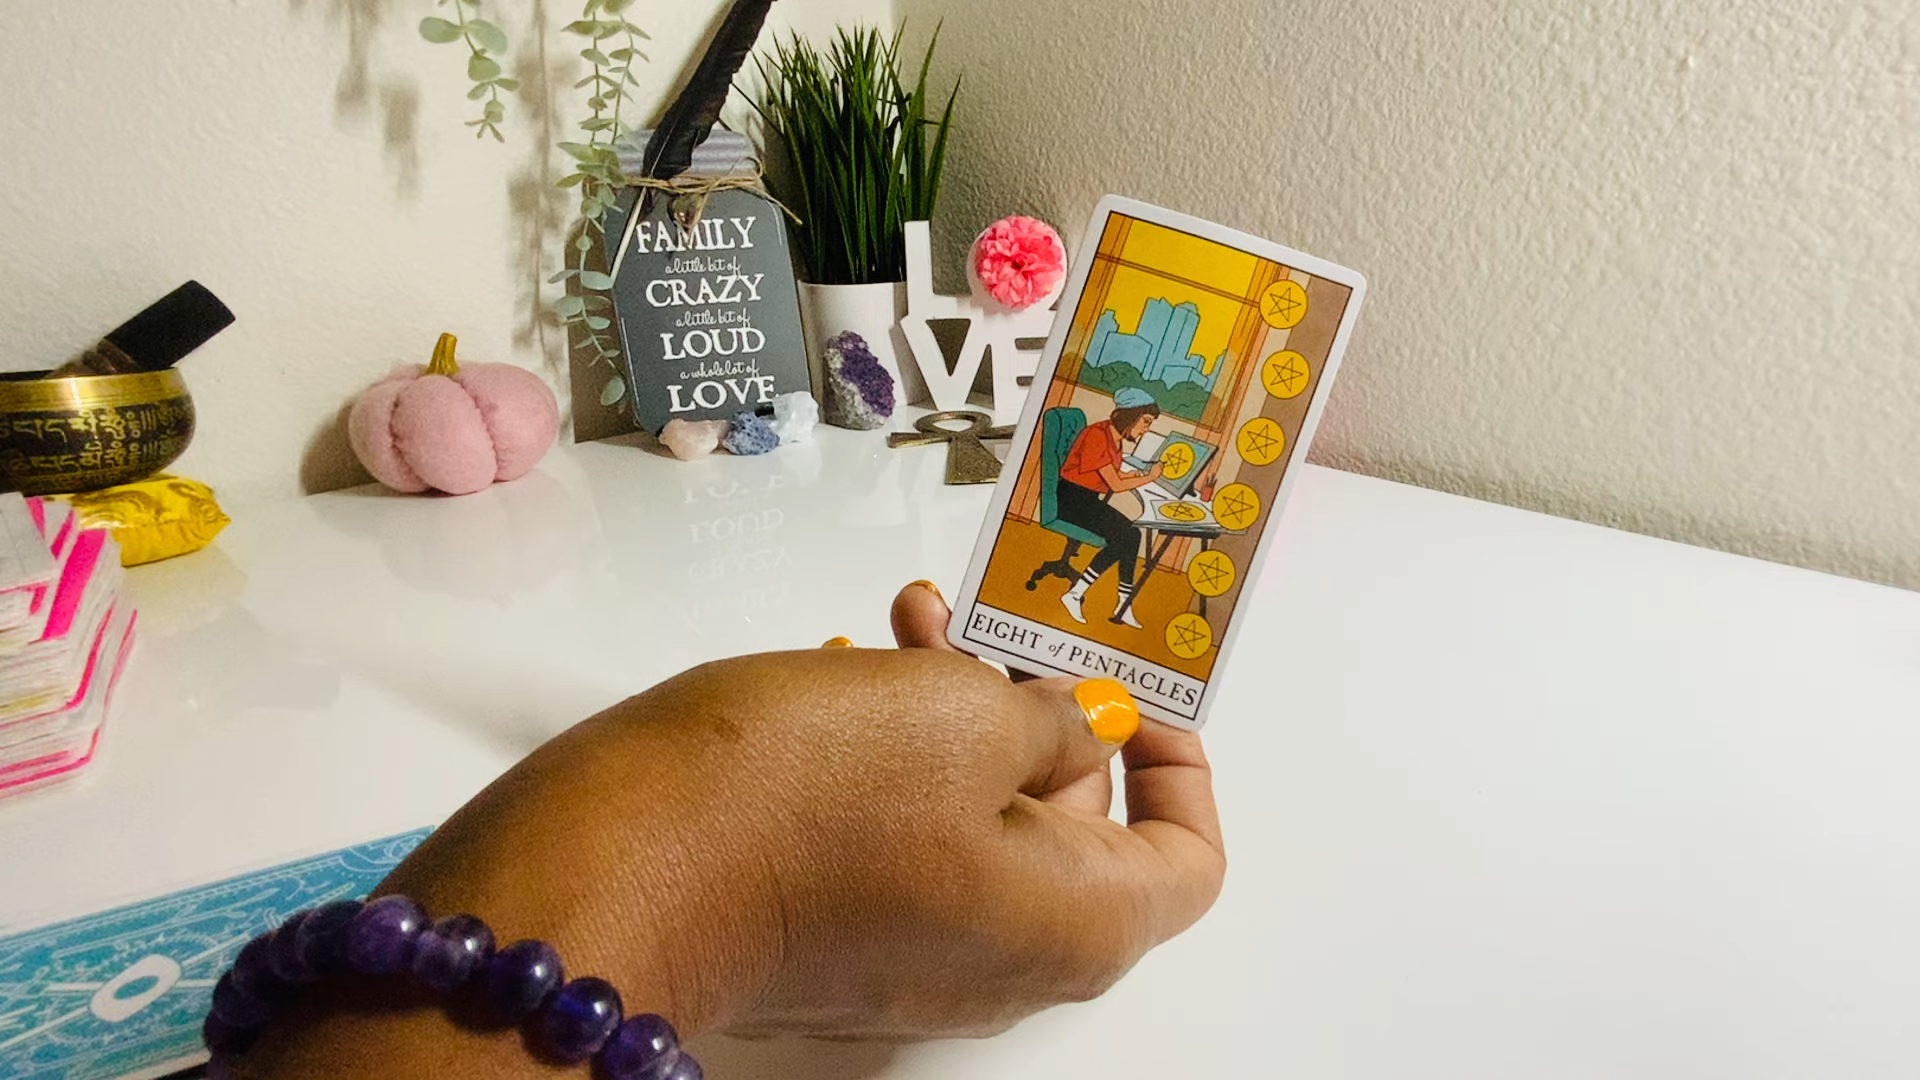 FAMILY
a little bit of
CRAZY
a little bit of
LOUD
a whole lot of
LOVE
LOVE
EIGHT of PENTACLES